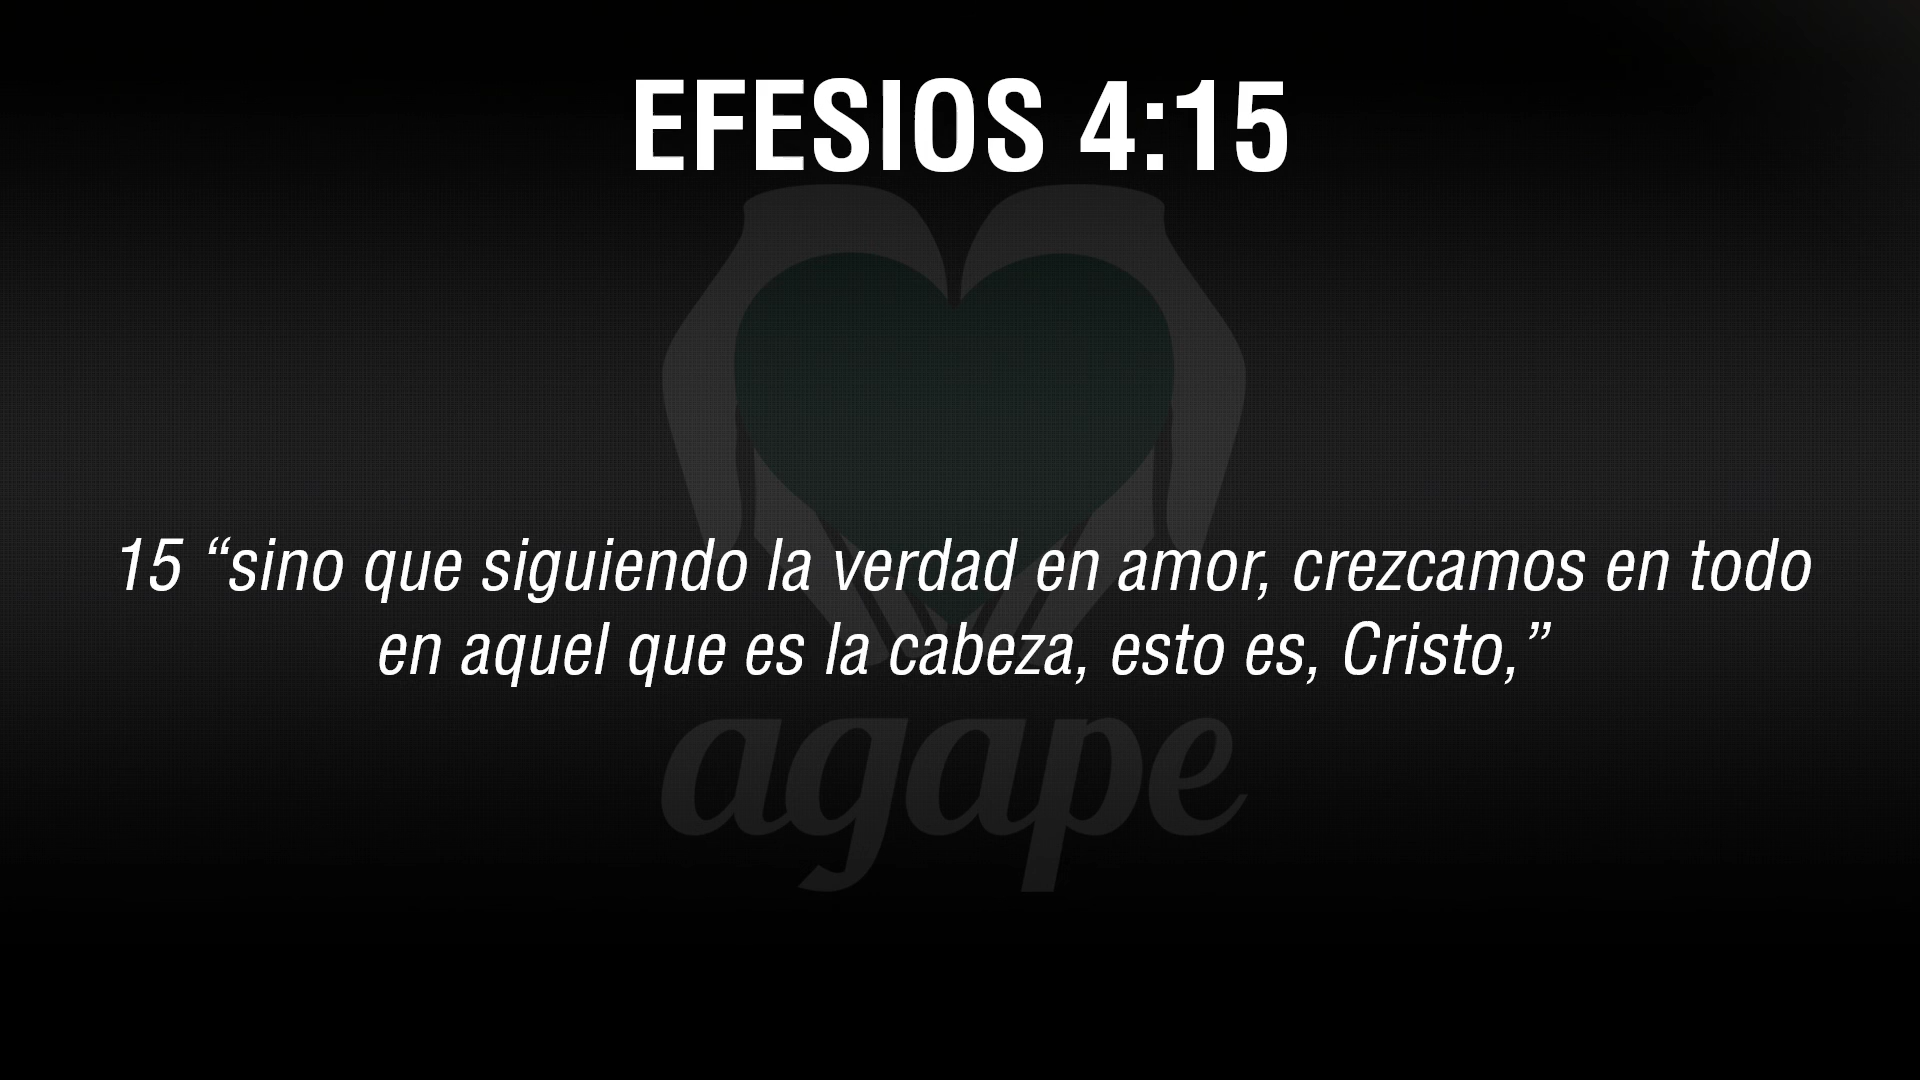 EFESIOS 4:15
15 “sino que siguiendo la verdad en amor, crezcamos en todo
en aquel que es la cabeza, esto es, Cristo,”
agape